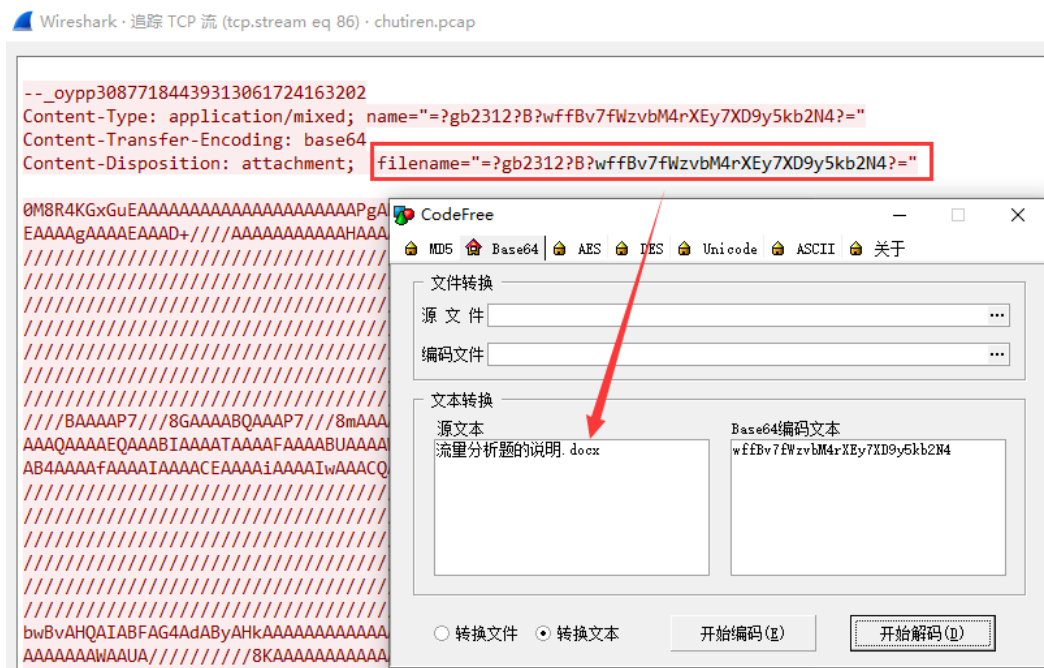 Wireshark · 追踪 TCP 流 (tcp.stream eq 86) · chutiren.pcap
--_oypp308771844393130617​24163202
Content-Type: application/mixed; name="=?gb2312?B?wffBv7fWzvbM4rXEy7XD9y5kb2N4?="
Content-Transfer-Encoding: base64
Content-Disposition: attachment; filename="=?gb2312?B?wffBv7fWzvbM4rXEy7XD9y5kb2N4?="
0M8R4KGxGuEAAAAAAAAAAAAAAAAAAAAAPgA
EAAAAgAAAAEAAAD+////AAAAAAAAAAAHAAA
////////////////////////////////////
////////////////////////////////////
////////////////////////////////////
////////////////////////////////////
////////////////////////////////////
////////////////////////////////////
////////////////////////////////////
////BAAAAP7///8GAAAABQAAAP7///8mAAA
AAAQAAAAEQAAABIAAAATAAAAFAAAABUAAAA
AB4AAAAfAAAAIAAAACEAAAAiAAAAIwAAACQ
////////////////////////////////////
////////////////////////////////////
////////////////////////////////////
////////////////////////////////////
////////////////////////////////////
////////////////////////////////////
bwBvAHQAIABFAG4AdAByAHkAAAAAAAAAAAA
AAAAAAAWAAUA//////////8KAAAAAAAAAAAA
CodeFree
MD5 Base64 AES DES Unicode ASCII 关于
文件转换
源 文 件 ...
编码文件 ...
文本转换
源文本 Base64编码文本
流量分析题的说明.docx wffBv7fWzvbM4rXEy7XD9y5kb2N4
转换文件 转换文本 开始编码(E) 开始解码(D)